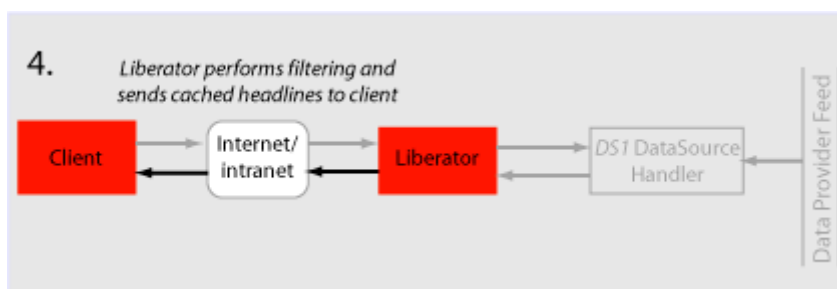 4.
Liberator performs filtering and
sends cached headlines to client
Client
Internet/
intranet
Liberator
DS1 DataSource
Handler
Data Provider Feed